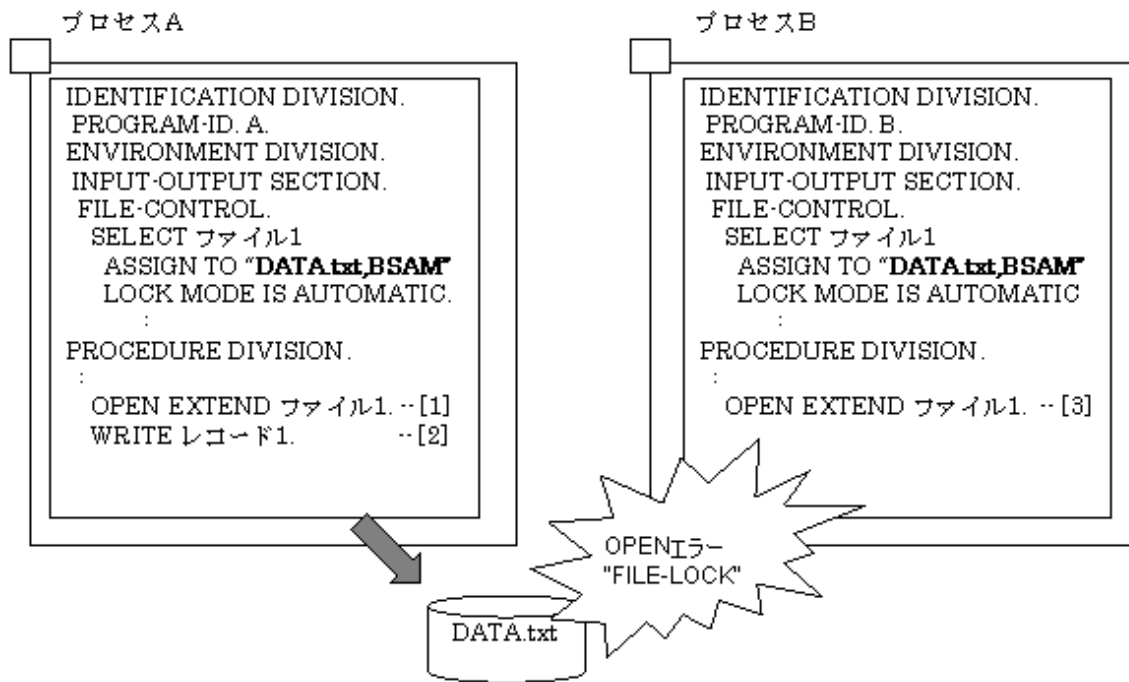 プロセスA
IDENTIFICATION DIVISION.
PROGRAM-ID. A.
ENVIRONMENT DIVISION.
INPUT-OUTPUT SECTION.
FILE-CONTROL.
SELECT ファイル1
ASSIGN TO “DATA.txt,BSAM”
LOCK MODE IS AUTOMATIC.
:
PROCEDURE DIVISION.
:
OPEN EXTEND ファイル1. --[1]
WRITE レコード1. --[2]
プロセスB
IDENTIFICATION DIVISION.
PROGRAM-ID. B.
ENVIRONMENT DIVISION.
INPUT-OUTPUT SECTION.
FILE-CONTROL.
SELECT ファイル1
ASSIGN TO “DATA.txt,BSAM”
LOCK MODE IS AUTOMATIC
:
PROCEDURE DIVISION.
:
OPEN EXTEND ファイル1. --[3]
OPENエラー
"FILE-LOCK"
DATA.txt